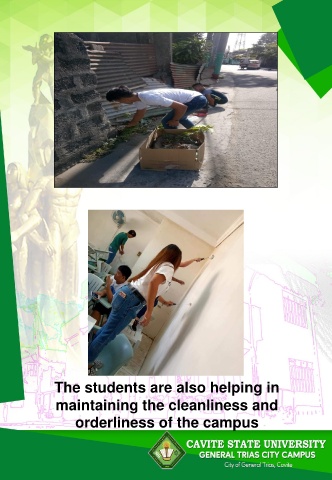 The students are also helping in
maintaining the cleanliness and
orderliness of the campus
CAVITE STATE UNIVERSITY
GENERAL TRIAS CITY CAMPUS
City of General Trias, Cavite